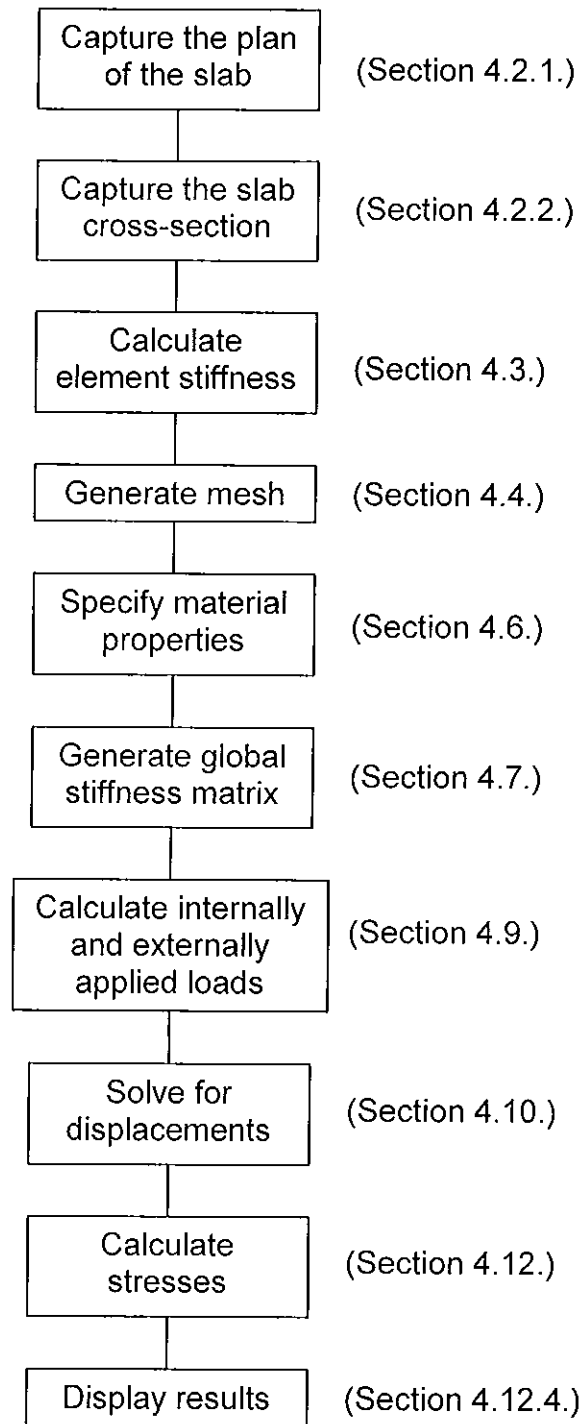 Capture the plan
of the slab
(Section 4.2.1.)
Capture the slab
cross-section
(Section 4.2.2.)
Calculate
element stiffness
(Section 4.3.)
Generate mesh
(Section 4.4.)
Specify material
properties
(Section 4.6.)
Generate global
stiffness matrix
(Section 4.7.)
Calculate internally
and externally
applied loads
(Section 4.9.)
Solve for
displacements
(Section 4.10.)
Calculate
stresses
(Section 4.12.)
Display results
(Section 4.12.4.)